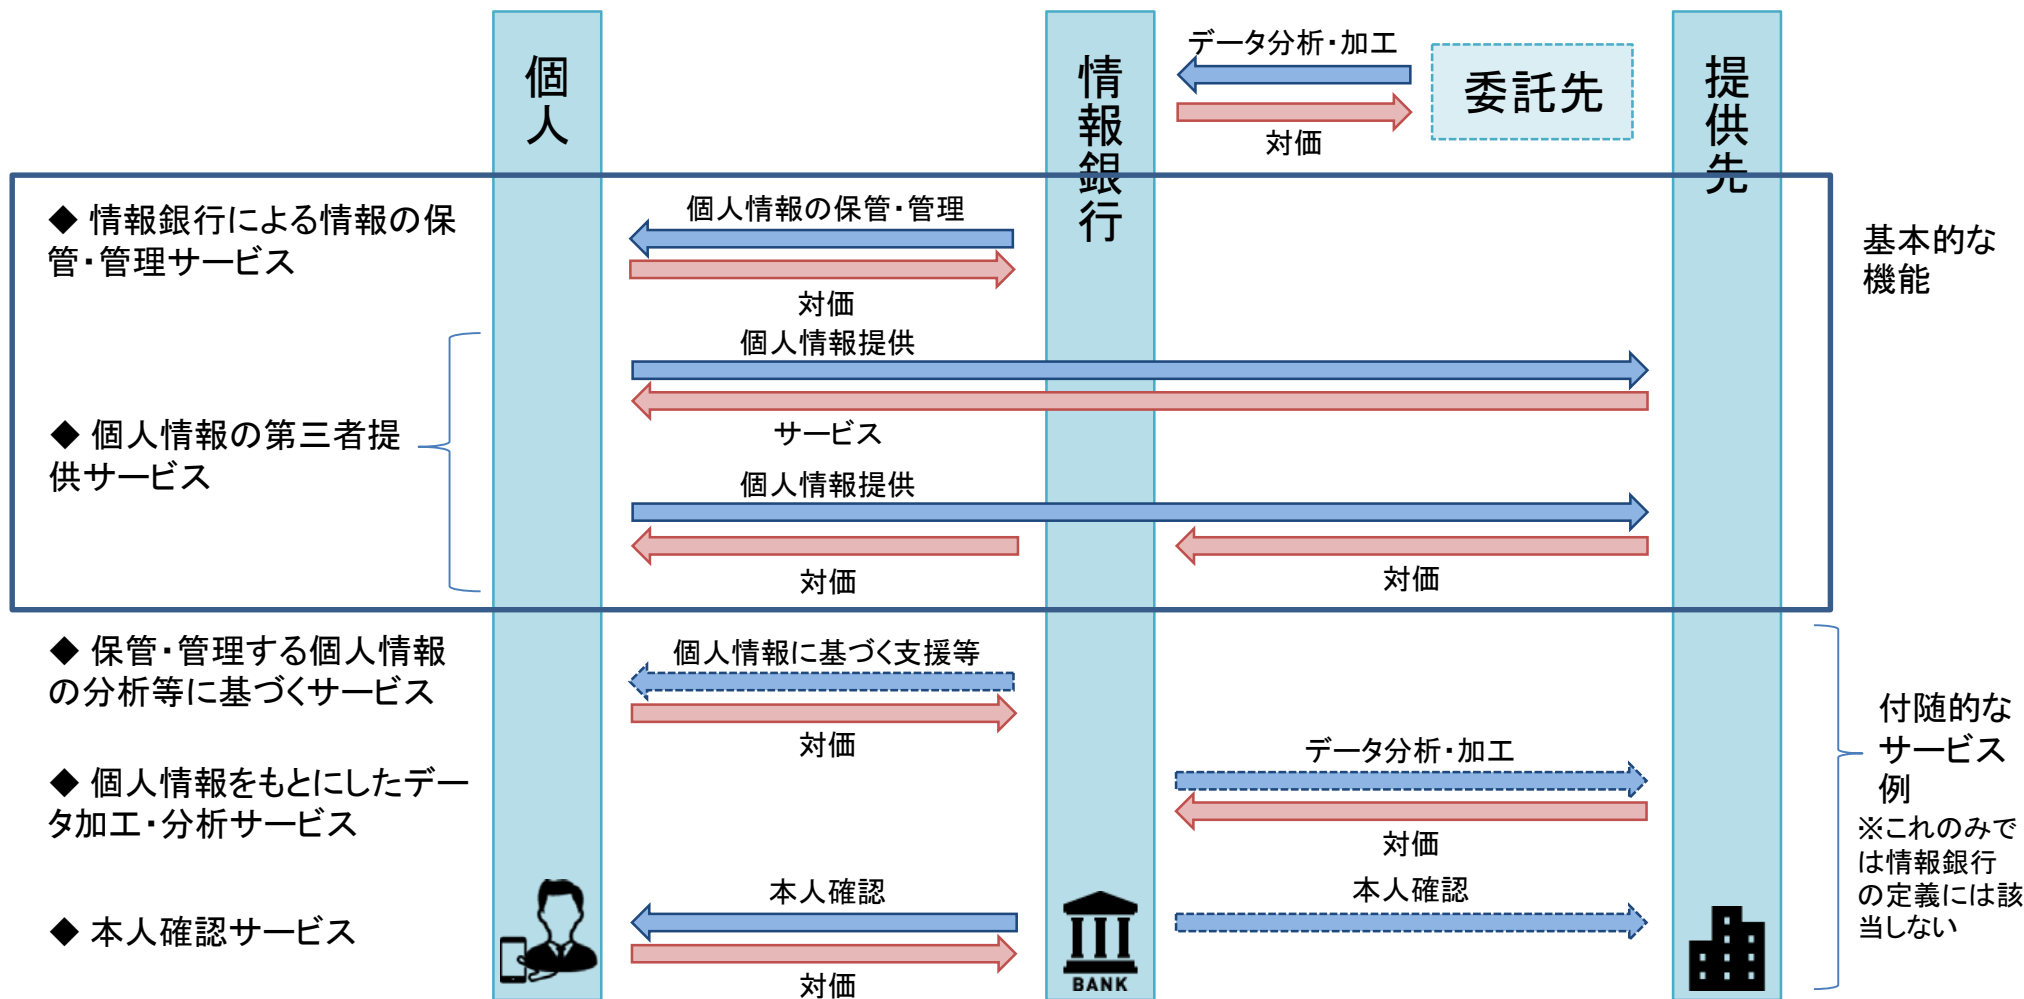 個人
情報銀行
データ分析・加工
対価
委託先
提供先
◆ 情報銀行による情報の保
管・管理サービス
個人情報の保管・管理
対価
基本的な
機能
◆ 個人情報の第三者提
供サービス
個人情報提供
サービス
個人情報提供
対価
対価
◆ 保管・管理する個人情報
の分析等に基づくサービス
個人情報に基づく支援等
対価
◆ 個人情報をもとにしたデー
タ加工・分析サービス
データ分析・加工
対価
◆ 本人確認サービス
本人確認
対価
本人確認
BANK
付随的な
サービス
例
※これのみで
は情報銀行
の定義には該
当しない